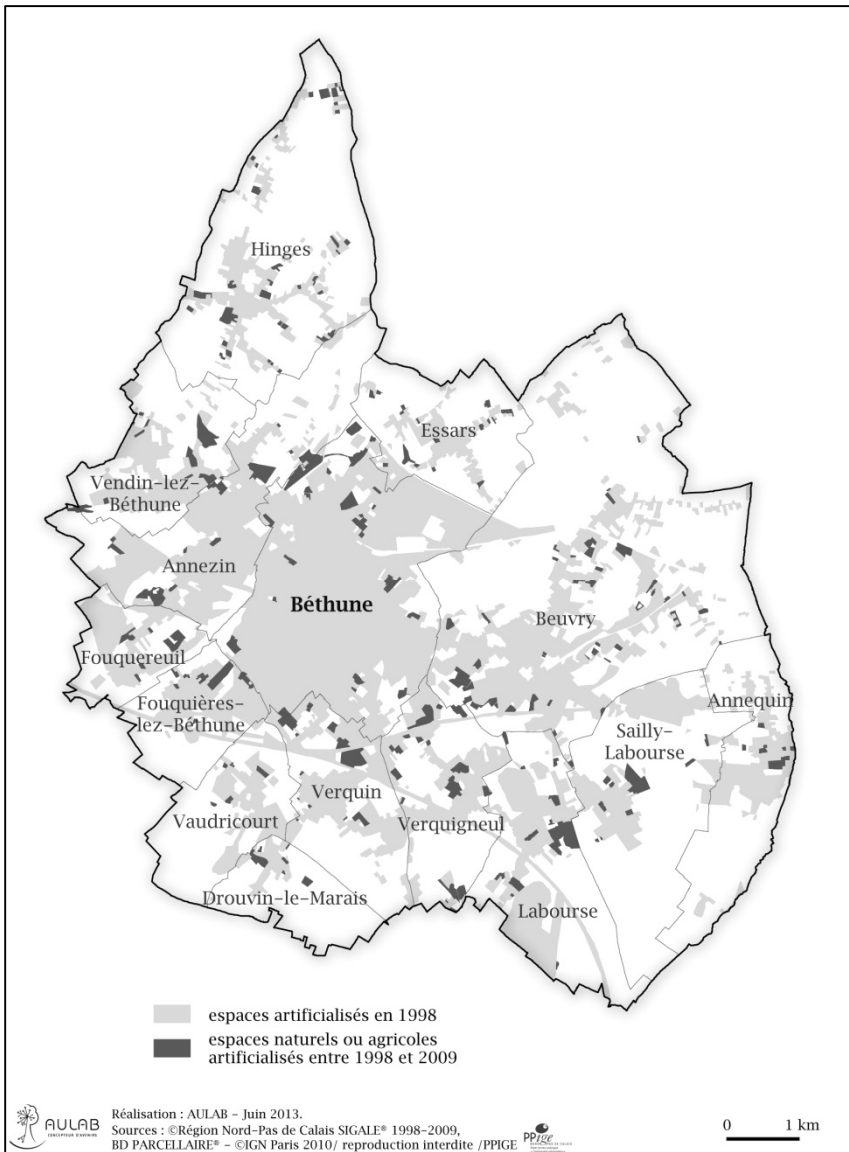 Hinges
Essars
Vendin-lez-
Béthune
Annezin
Béthune
Beuvry
Fouquereuil
Fouquières-
lez-Béthune
Annequin
Sailly-
Labourse
Verquin
Vaudricourt
Verquigneul
Drouvin-le-Marais
Labourse
espaces artificialisés en 1998
espaces naturels ou agricoles
artificialisés entre 1998 et 2009
AULAB
CONCEPTEUR D'AVENIR
Réalisation : AULAB - Juin 2013.
Sources : ©Région Nord-Pas de Calais SIGALE® 1998-2009,
BD PARCELLAIRE® - ©IGN Paris 2010/ reproduction interdite /PPIGE
PPIge
0 1 km